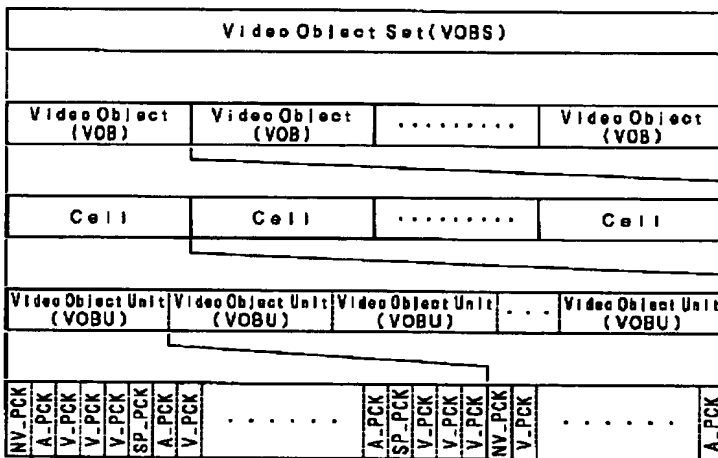 Video Object Set(VOBS)
Video Object Video Object ......... Video Object
(VOB) (VOB) (VOB)
Cell Cell ......... Cell
Video Object Unit Video Object Unit Video Object Unit ... Video Object Unit
(VOBU) (VOBU) (VOBU) (VOBU)
NV_PCK
A_PCK
V_PCK
V_PCK
V_PCK
SP_PCK
A_PCK
V_PCK
......
A_PCK
SP_PCK
V_PCK
V_PCK
V_PCK
NV_PCK
V_PCK
......
A_PCK